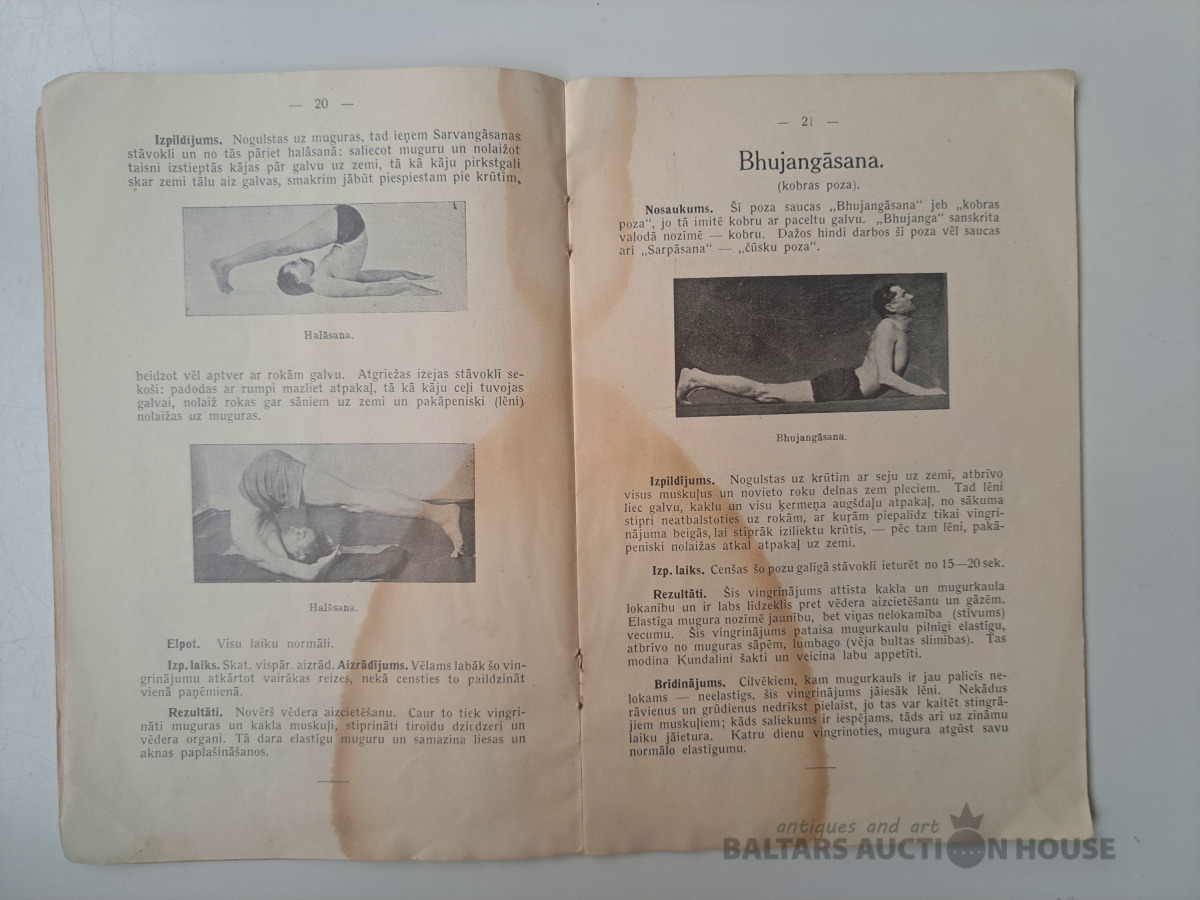 — 20 —
Izpildījums. Nogulstas uz muguras, tad ieņem Sarvangāsanas
stāvokli un no tās pāriet halāsanā: saliecot muguru un nolaižot
taisni izstieptās kājas pār galvu uz zemi, tā kā kāju pirkstgali
skar zemi tālu aiz galvas, smakrim jābūt piespiestam pie krūtīm,
Halāsana.
beidzot vēl aptver ar rokām galvu. Atgriežas izejas stāvoklī se-
koši: padodas ar rumpi mazliet atpakaļ, tā kā kāju ceļi tuvojas
galvai, nolaiž rokas gar sāniem uz zemi un pakāpeniski (lēni)
nolaižas uz muguras.
Halāsana.
Elpot. Visu laiku normāli.
Izp. laiks. Skat. vispār. aizrād. Aizrādījums. Vēlams labāk šo vin-
grinājumu atkārtot vairākas reizes, nekā censties to paildzināt
vienā paņēmienā.
Rezultāti. Novērš vēdera aizcietēšanu. Caur to tiek vingri-
nāti muguras un kakla muskuļi, stiprināti tiroidu dziedzeri un
vēdera organi. Tā dara elastīgu muguru un samazina liesas un
aknas paplašināšanos.
— 21 —
Bhujangāsana.
(kobras poza).
Nosaukums. Šī poza saucas „Bhujangāsana“ jeb „kobras
poza“, jo tā imitē kobru ar paceltu galvu. „Bhujanga“ sanskrita
valodā nozīmē — kobru. Dažos hindi darbos šī poza vēl saucas
arī „Sarpāsana“ — „čūsku poza“.
Bhujangāsana.
Izpildījums. Nogulstas uz krūtīm ar seju uz zemi, atbrīvo
visus muskuļus un novieto roku delnas zem pleciem. Tad lēni
liec galvu, kaklu un visu ķermeņa augšdaļu atpakaļ, no sākuma
stipri neatbalstoties uz rokām, ar kuŗām piepalīdz tikai vingri-
nājuma beigās, lai stiprāk izliektu krūtis, — pēc tam lēni, pakā-
peniski nolaižas atkal atpakaļ uz zemi.
Izp. laiks. Cenšas šo pozu galīgā stāvoklī ieturēt no 15—20 sek.
Rezultāti. Šis vingrinājums attīsta kakla un mugurkaula
lokanību un ir labs līdzeklis pret vēdera aizcietēšanu un gāzēm.
Elastīga mugura nozīmē jaunību, bet viņas nelokamība (stīvums)
vecumu. Šis vingrinājums pataisa mugurkaulu pilnīgi elastīgu,
atbrīvo no muguras sāpēm, lumbago (vēja bultas slimības). Tas
modina Kundalini šakti un veicina labu appetīti.
Brīdinājums. Cilvēkiem, kam mugurkauls ir jau palicis ne-
lokams — neelastīgs, šis vingrinājums jāiesāk lēni. Nekādus
rāvienus un grūdienus nedrīkst pielaist, jo tas var kaitēt stingrā-
jiem muskuļiem; kāds saliekums ir iespējams, tāds arī uz zināmu
laiku jāietura. Katru dienu vingrinoties, mugura atgūst savu
normālo elastīgumu.
antiques and art
BALTARS AUCTION HOUSE